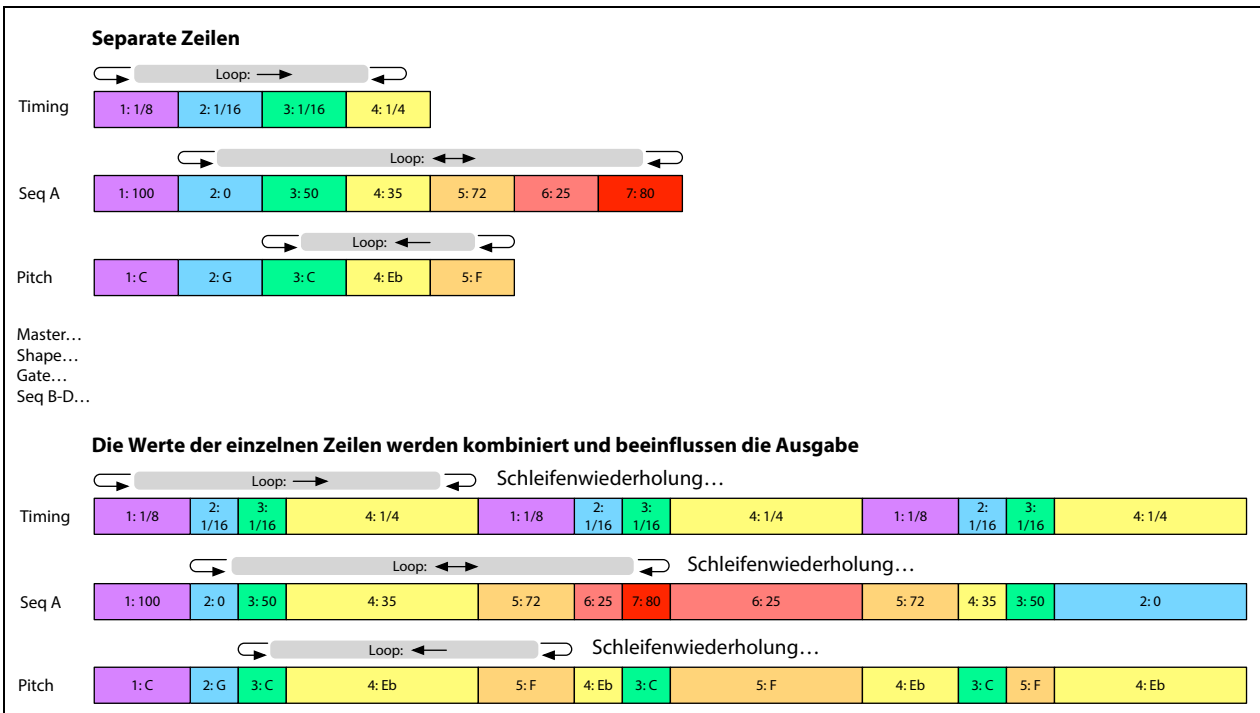 Separate Zeilen
Loop:
Timing 1: 1/8 2: 1/16 3: 1/16 4: 1/4
Loop:
Seq A 1: 100 2: 0 3: 50 4: 35 5: 72 6: 25 7: 80
Loop:
Pitch 1: C 2: G 3: C 4: Eb 5: F
Master…
Shape…
Gate…
Seq B-D…
Die Werte der einzelnen Zeilen werden kombiniert und beeinflussen die Ausgabe
Loop: Schleifenwiederholung…
Timing 1: 1/8 2: 1/16 3: 1/16 4: 1/4 1: 1/8 2: 1/16 3: 1/16 4: 1/4 1: 1/8 2: 1/16 3: 1/16 4: 1/4
Loop: Schleifenwiederholung…
Seq A 1: 100 2: 0 3: 50 4: 35 5: 72 6: 25 7: 80 6: 25 5: 72 4: 35 3: 50 2: 0
Loop: Schleifenwiederholung…
Pitch 1: C 2: G 3: C 4: Eb 5: F 4: Eb 3: C 5: F 4: Eb 3: C 5: F 4: Eb